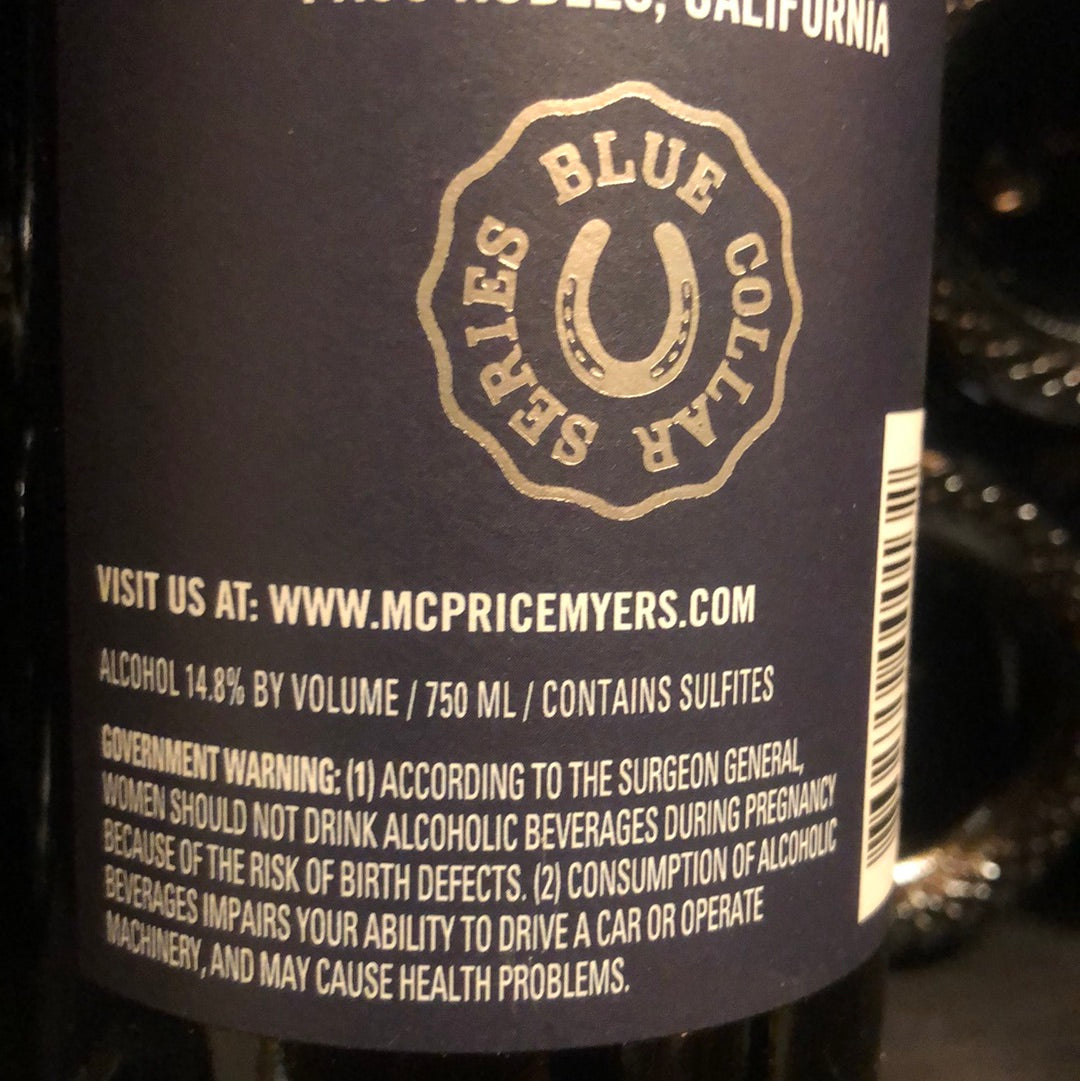 PASO ROBLES, CALIFORNIA
BLUE COLLAR SERIES
VISIT US AT: WWW.MCPRICEMYERS.COM
ALCOHOL 14.8% BY VOLUME / 750 ML / CONTAINS SULFITES
GOVERNMENT WARNING: (1) ACCORDING TO THE SURGEON GENERAL,
WOMEN SHOULD NOT DRINK ALCOHOLIC BEVERAGES DURING PREGNANCY
BECAUSE OF THE RISK OF BIRTH DEFECTS. (2) CONSUMPTION OF ALCOHOLIC
BEVERAGES IMPAIRS YOUR ABILITY TO DRIVE A CAR OR OPERATE
MACHINERY, AND MAY CAUSE HEALTH PROBLEMS.